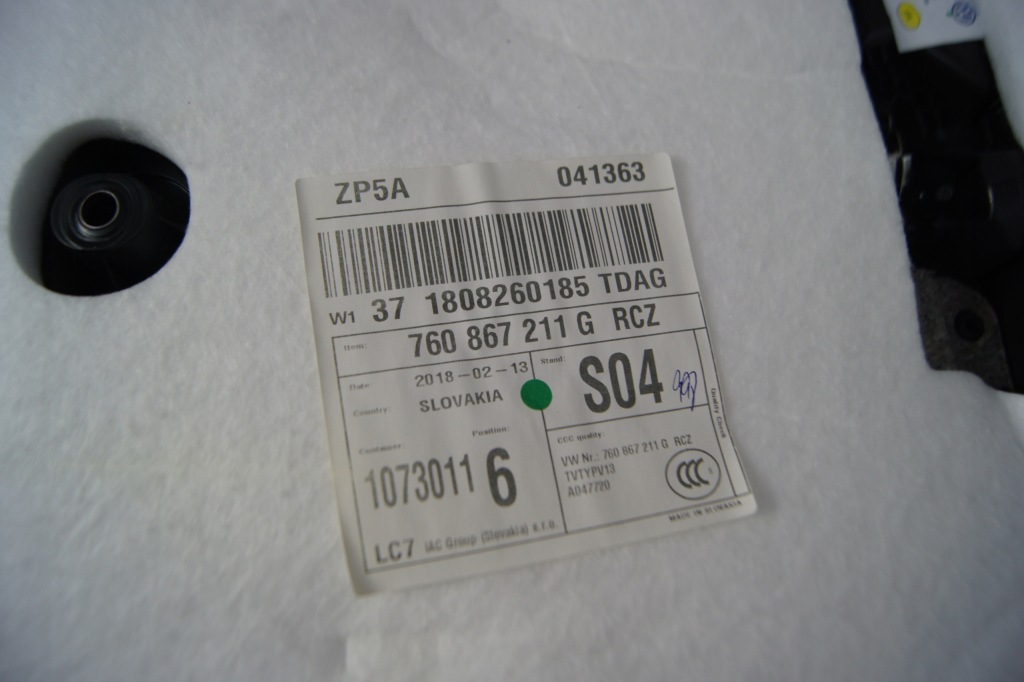 ZP5A 041363
W1 37 1808260185 TDAG
Item: 760 867 211 G RCZ
Date 2018-02-13
Country SLOVAKIA
Stand: S04
Container: Position:
1073011 6
CCC quality:
VW Nr.: 760 867 211 G RCZ
TVTYPV13
A047720
CCC
Quality Check
LC7 IAC Group (Slovakia) s.r.o.
MADE IN SLOVAKIA